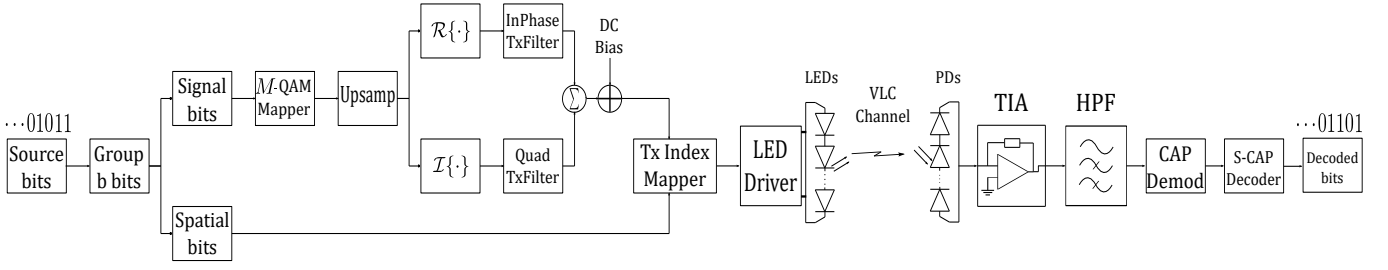 ⋯01011
Source
bits
Group
b bits
Signal
bits
Spatial
bits
M-QAM
Mapper
Upsamp
ℛ{·}
ℐ{·}
InPhase
TxFilter
Quad
TxFilter
Σ
DC
Bias
Tx Index
Mapper
LED
Driver
LEDs
VLC
Channel
PDs
TIA
HPF
CAP
Demod
S-CAP
Decoder
⋯01101
Decoded
bits